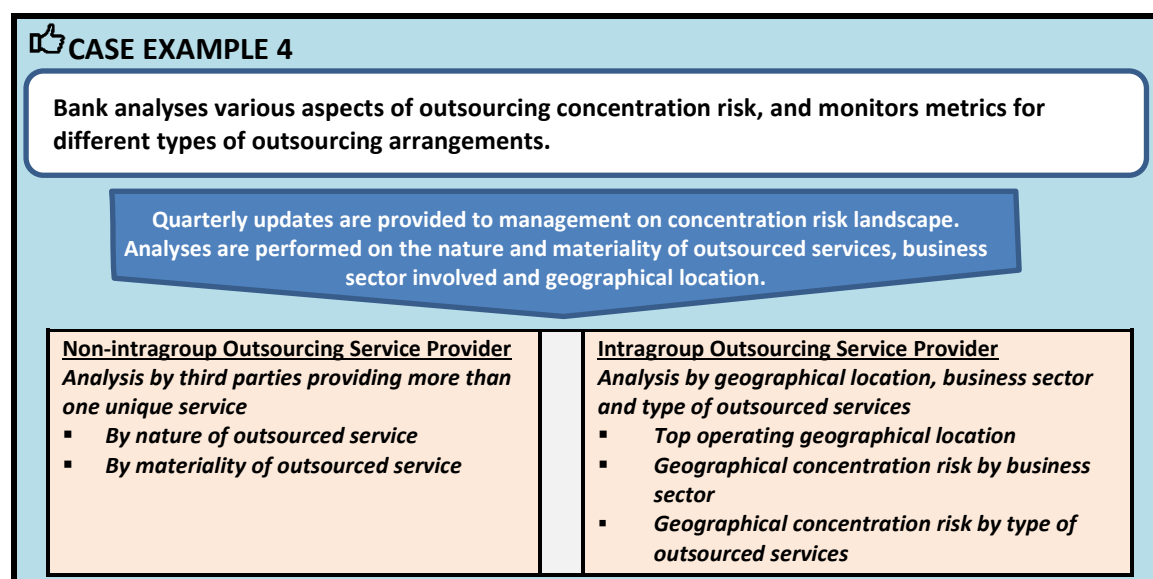 CASE EXAMPLE 4
Bank analyses various aspects of outsourcing concentration risk, and monitors metrics for
different types of outsourcing arrangements.
Quarterly updates are provided to management on concentration risk landscape.
Analyses are performed on the nature and materiality of outsourced services, business
sector involved and geographical location.
Non-intragroup Outsourcing Service Provider
Analysis by third parties providing more than
one unique service
▪ By nature of outsourced service
▪ By materiality of outsourced service
Intragroup Outsourcing Service Provider
Analysis by geographical location, business sector
and type of outsourced services
▪ Top operating geographical location
▪ Geographical concentration risk by business
sector
▪ Geographical concentration risk by type of
outsourced services